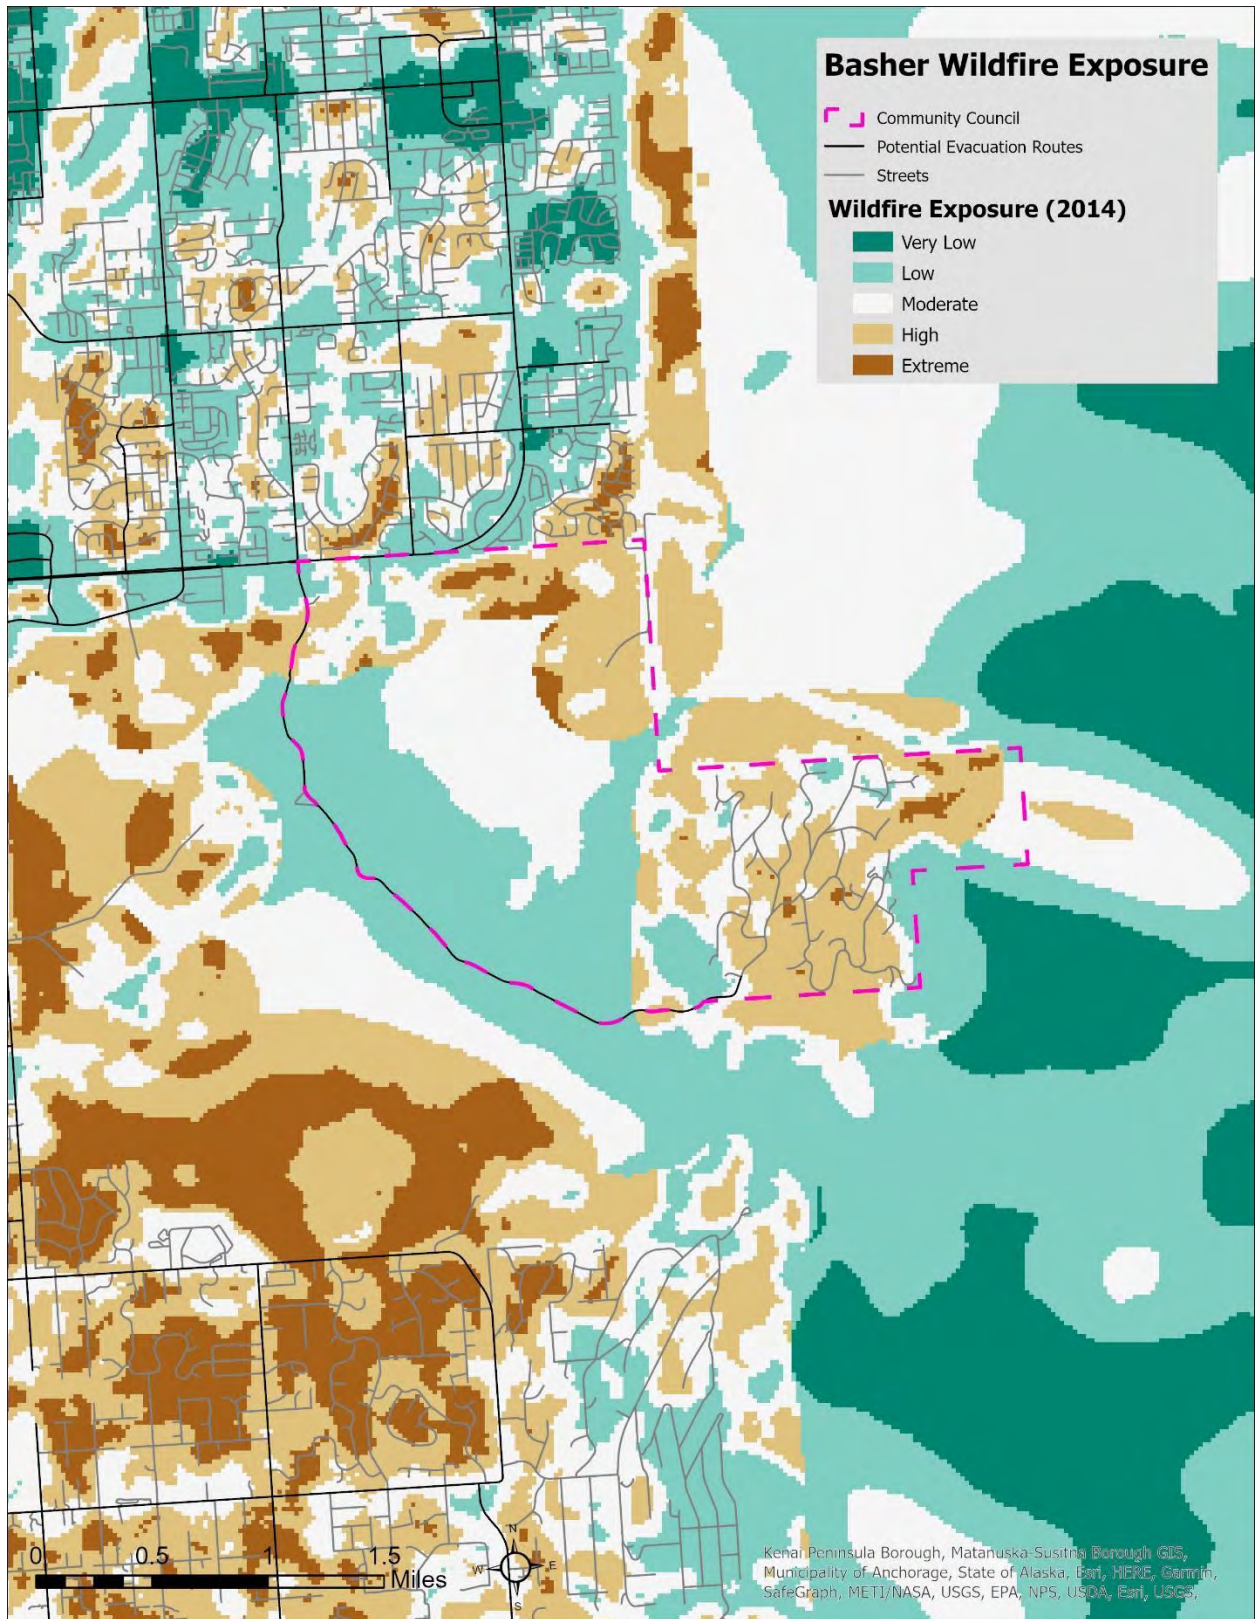 Basher Wildfire Exposure
Community Council
Potential Evacuation Routes
Streets
Wildfire Exposure (2014)
Very Low
Low
Moderate
High
Extreme
0 0.5 1 1.5
Miles
N
W E
S
Kenai Peninsula Borough, Matanuska-Susitna Borough GIS,
Municipality of Anchorage, State of Alaska, Esri, HERE, Garmin,
SafeGraph, METI/NASA, USGS, EPA, NPS, USDA, Esri, USGS,